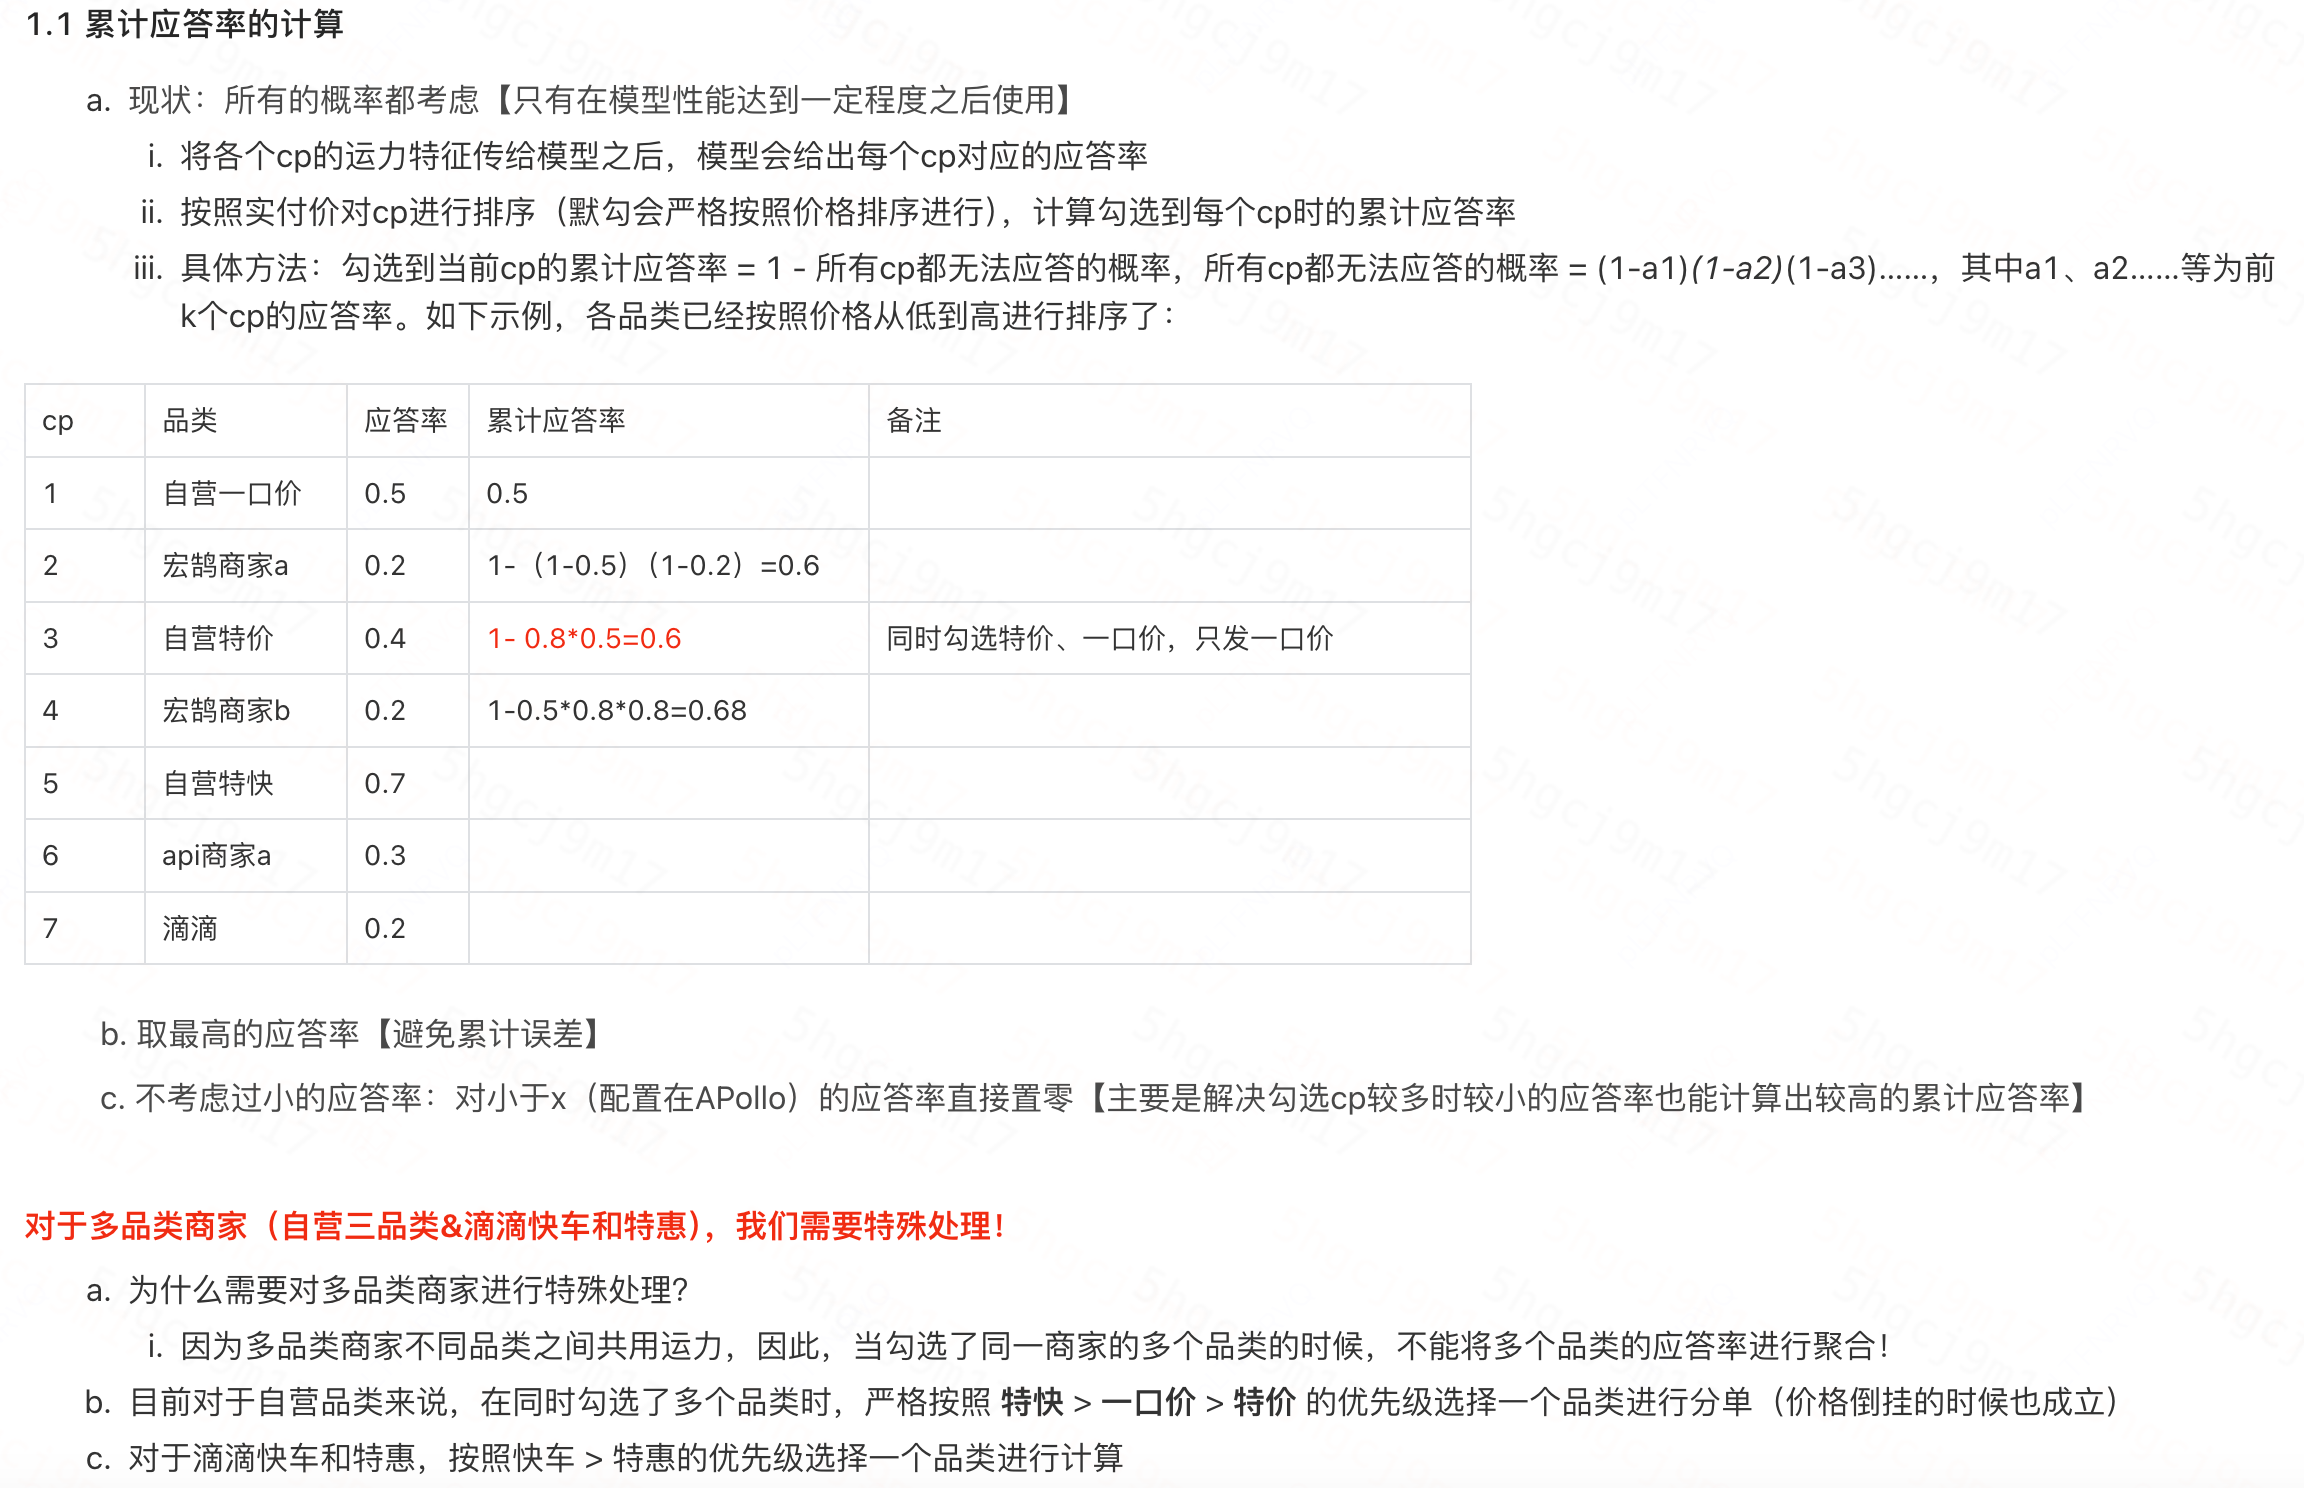 1.1 累计应答率的计算
a. 现状：所有的概率都考虑【只有在模型性能达到一定程度之后使用】
i. 将各个cp的运力特征传给模型之后，模型会给出每个cp对应的应答率
ii. 按照实付价对cp进行排序（默勾会严格按照价格排序进行），计算勾选到每个cp时的累计应答率
iii. 具体方法：勾选到当前cp的累计应答率 = 1 - 所有cp都无法应答的概率，所有cp都无法应答的概率 = (1-a1)(1-a2)(1-a3)......，其中a1、a2......等为前
k个cp的应答率。如下示例，各品类已经按照价格从低到高进行排序了：
cp 品类 应答率 累计应答率 备注
1 自营一口价 0.5 0.5
2 宏鹄商家a 0.2 1-（1-0.5）（1-0.2）=0.6
3 自营特价 0.4 1- 0.8*0.5=0.6 同时勾选特价、一口价，只发一口价
4 宏鹄商家b 0.2 1-0.5*0.8*0.8=0.68
5 自营特快 0.7
6 api商家a 0.3
7 滴滴 0.2
b. 取最高的应答率【避免累计误差】
c. 不考虑过小的应答率：对小于x（配置在APollo）的应答率直接置零【主要是解决勾选cp较多时较小的应答率也能计算出较高的累计应答率】
对于多品类商家（自营三品类&滴滴快车和特惠），我们需要特殊处理！
a. 为什么需要对多品类商家进行特殊处理？
i. 因为多品类商家不同品类之间共用运力，因此，当勾选了同一商家的多个品类的时候，不能将多个品类的应答率进行聚合！
b. 目前对于自营品类来说，在同时勾选了多个品类时，严格按照 特快 > 一口价 > 特价 的优先级选择一个品类进行分单（价格倒挂的时候也成立）
c. 对于滴滴快车和特惠，按照快车 > 特惠的优先级选择一个品类进行计算